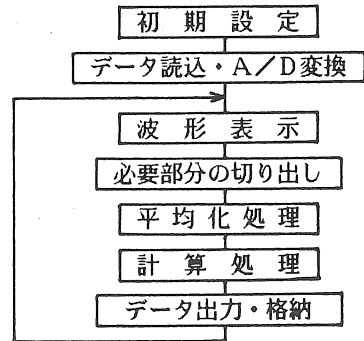 初期設定
データ読込・A／D変換
波形表示
必要部分の切り出し
平均化処理
計算処理
データ出力・格納